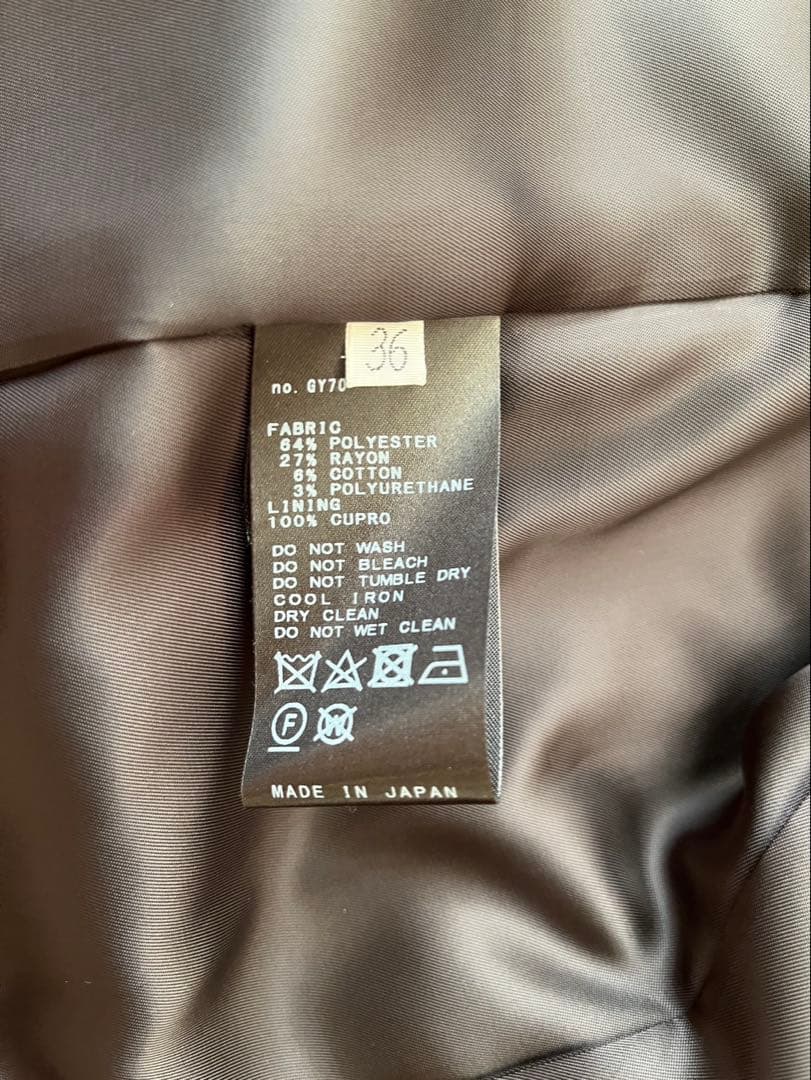 36
no. GY70
FABRIC
64% POLYESTER
27% RAYON
6% COTTON
3% POLYURETHANE
LINING
100% CUPRO
DO NOT WASH
DO NOT BLEACH
DO NOT TUMBLE DRY
COOL IRON
DRY CLEAN
DO NOT WET CLEAN
F W
MADE IN JAPAN